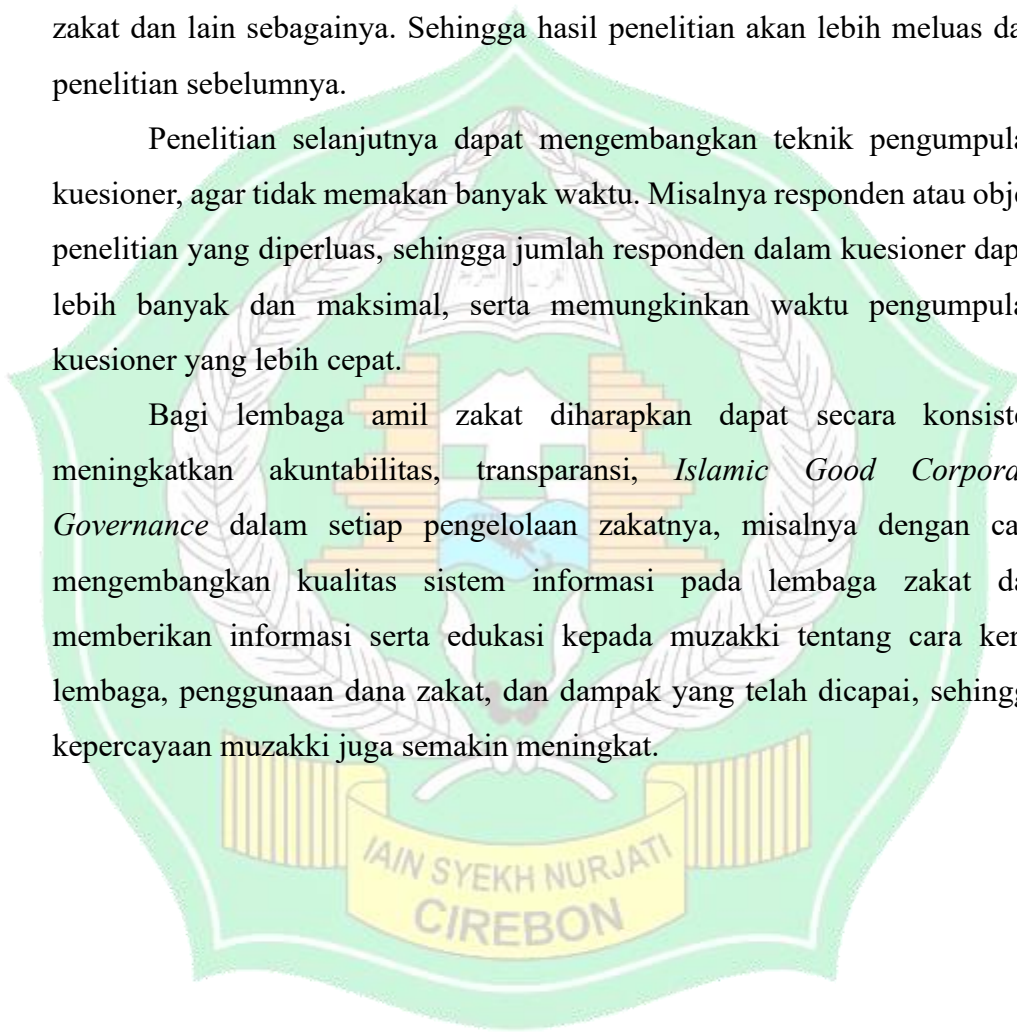 zakat dan lain sebagainya. Sehingga hasil penelitian akan lebih meluas da
penelitian sebelumnya.
Penelitian selanjutnya dapat mengembangkan teknik pengumpula
kuesioner, agar tidak memakan banyak waktu. Misalnya responden atau obje
penelitian yang diperluas, sehingga jumlah responden dalam kuesioner dap
lebih banyak dan maksimal, serta memungkinkan waktu pengumpula
kuesioner yang lebih cepat.
Bagi lembaga amil zakat diharapkan dapat secara konsiste
meningkatkan akuntabilitas, transparansi, Islamic Good Corpora
Governance dalam setiap pengelolaan zakatnya, misalnya dengan ca
mengembangkan kualitas sistem informasi pada lembaga zakat da
memberikan informasi serta edukasi kepada muzakki tentang cara ker
lembaga, penggunaan dana zakat, dan dampak yang telah dicapai, sehingg
kepercayaan muzakki juga semakin meningkat.
IAIN SYEKH NURJATI
CIREBON